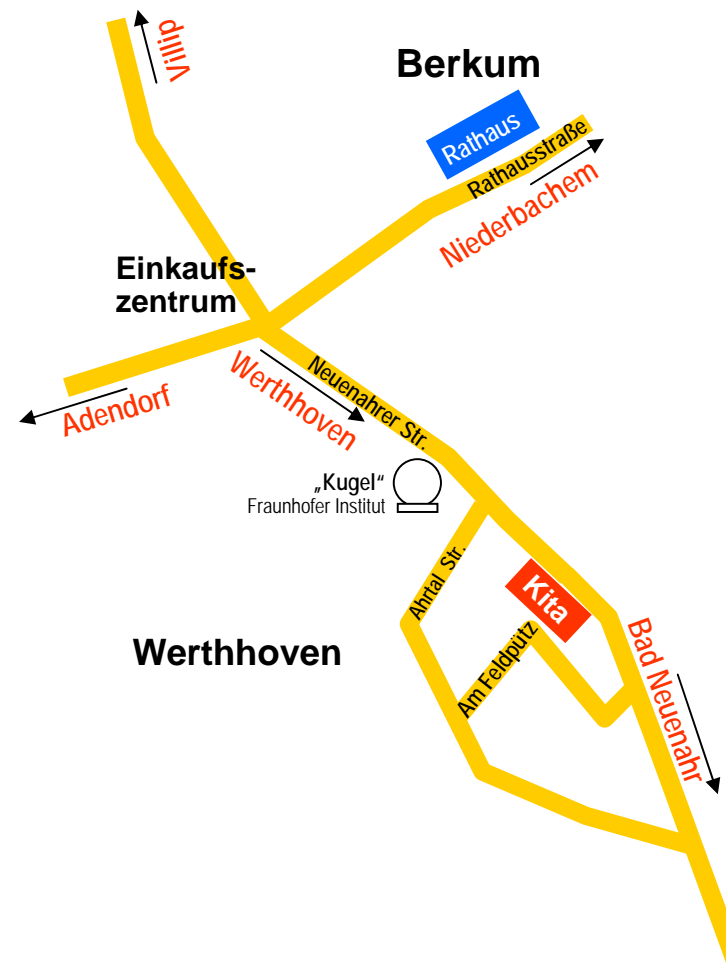 Villip
Berkum
Rathaus
Rathausstraße
Niederbachem
Einkaufs-
zentrum
Adendorf
Werthhoven
Neuenahrer Str.
„Kugel“
Fraunhofer Institut
Ahrtal Str.
Kita
Am Feldpütz
Bad Neuenahr
Werthhoven